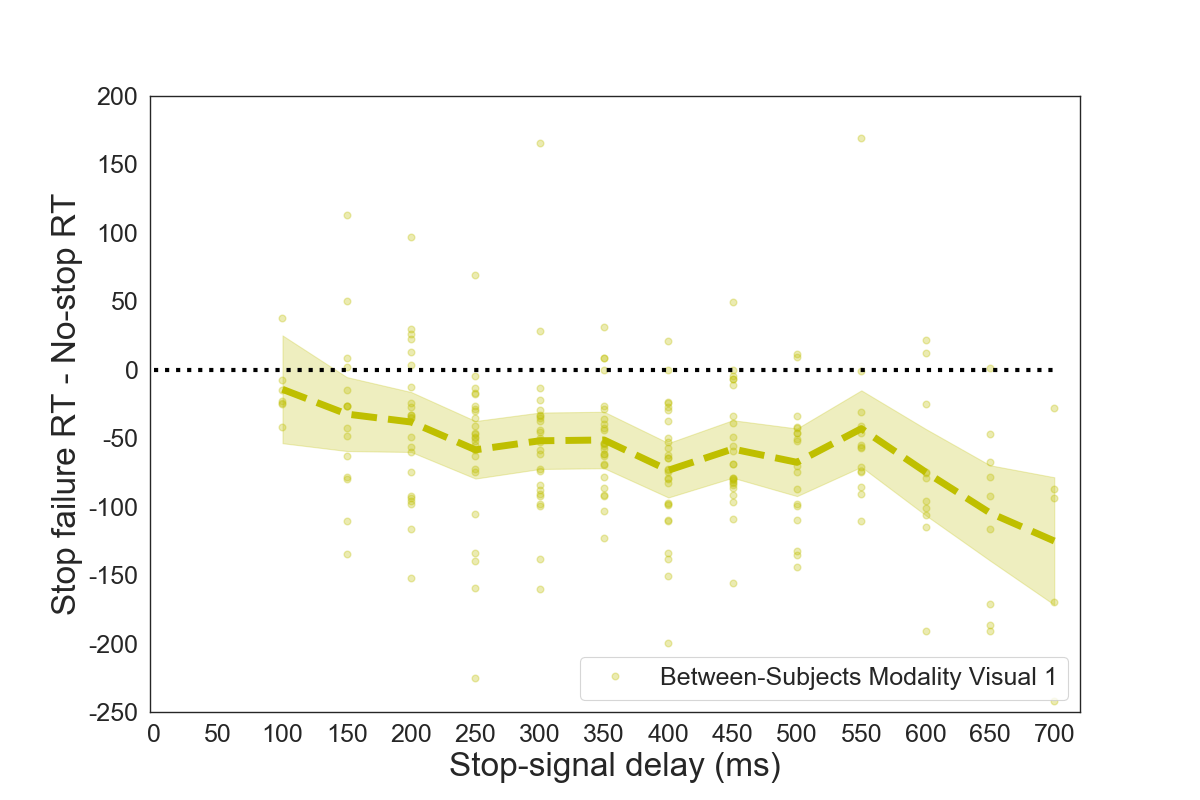 Stop failure RT - No-stop RT
200
150
100
50
0
-50
-100
-150
-200
-250
Between-Subjects Modality Visual 1
0 50 100 150 200 250 300 350 400 450 500 550 600 650 700
Stop-signal delay (ms)